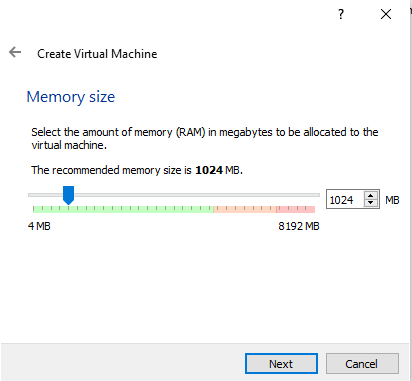 ?
Create Virtual Machine
Memory size
Select the amount of memory (RAM) in megabytes to be allocated to the
virtual machine.
The recommended memory size is 1024 MB.
1024 MB
4 MB 8192 MB
Next Cancel